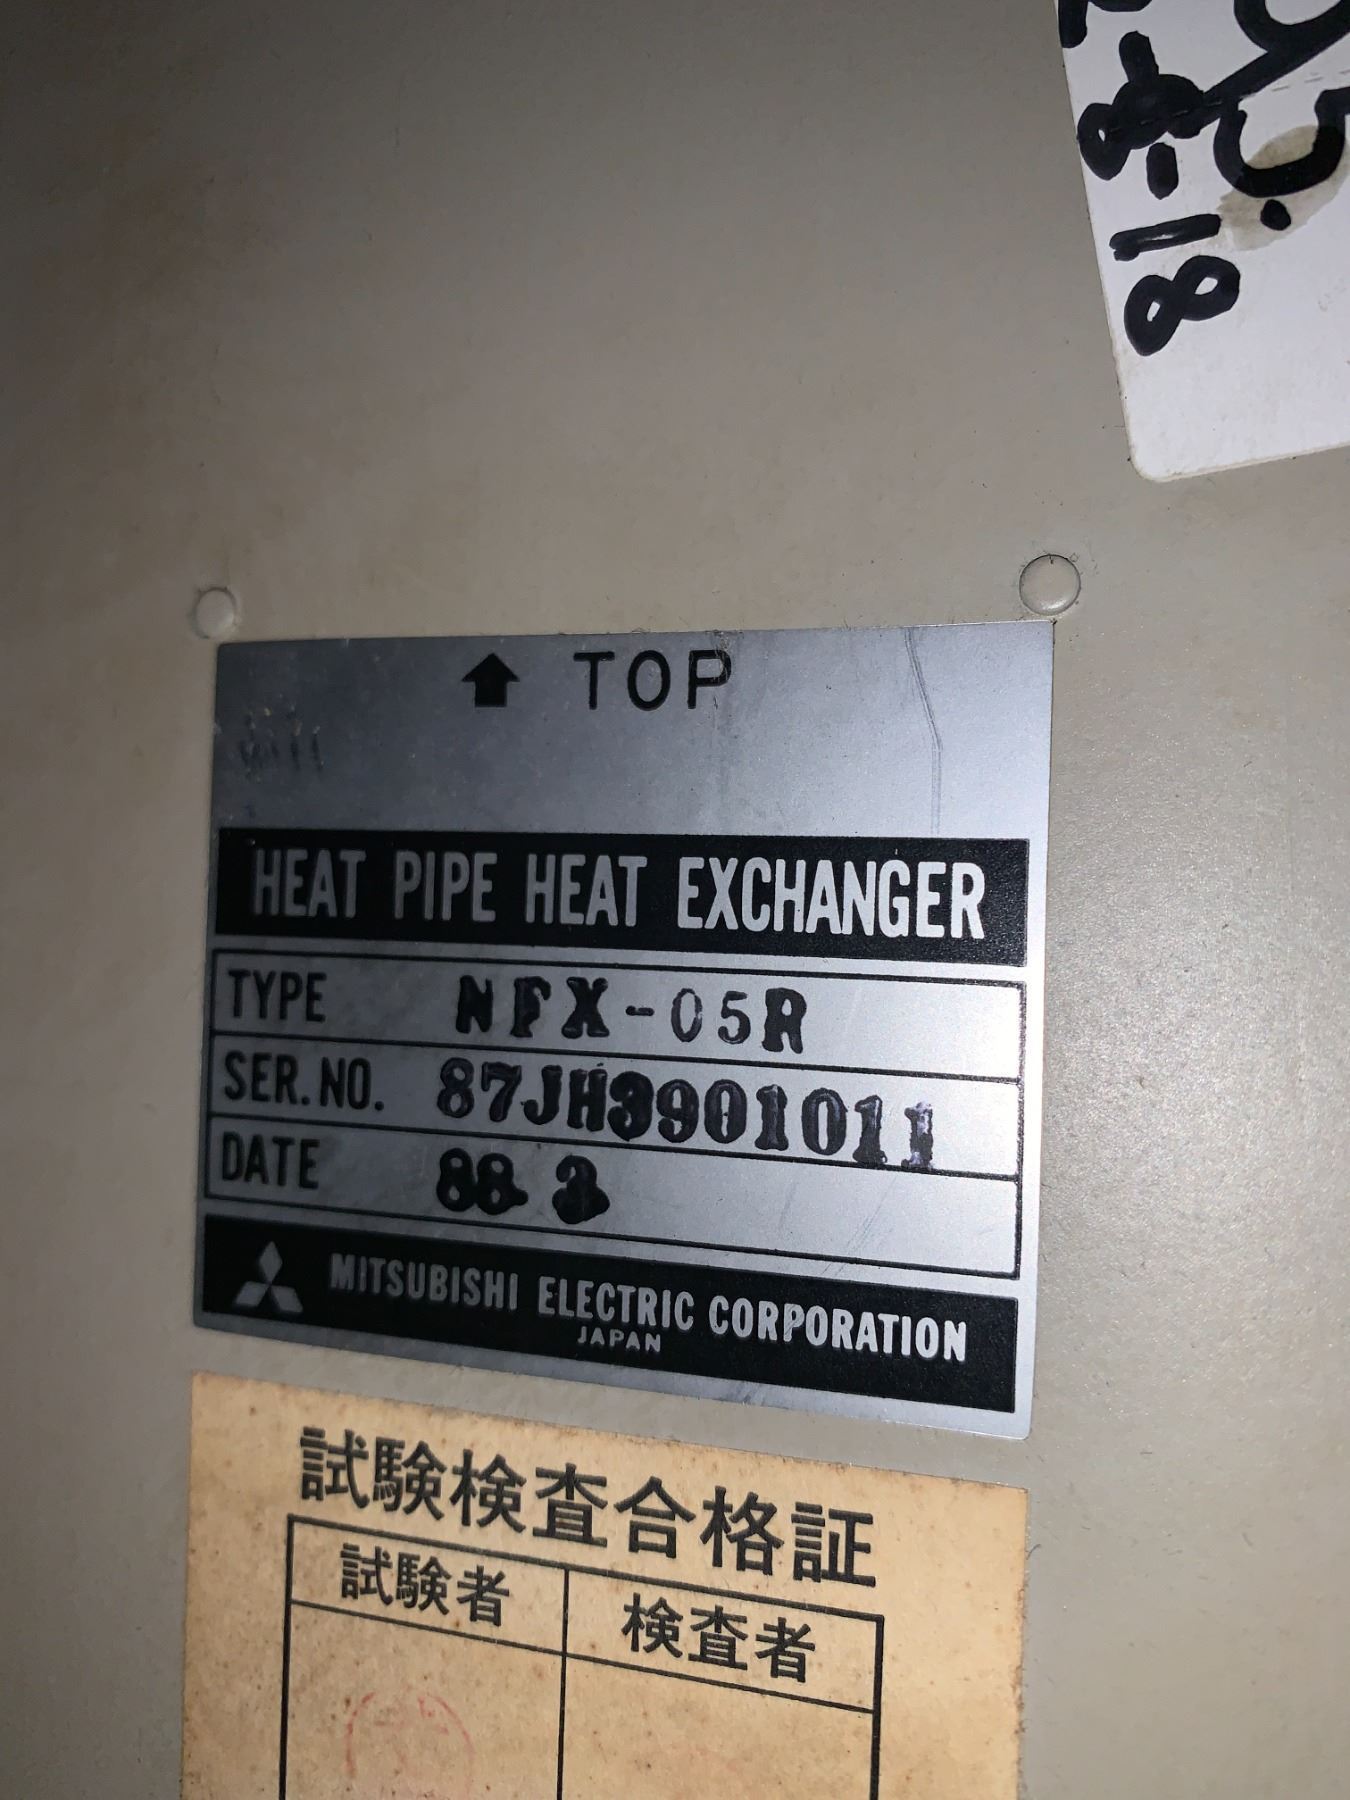 -18
TOP
HEAT PIPE HEAT EXCHANGER
TYPE NFX-05R
SER.NO. 87JH3901011
DATE 88 3
MITSUBISHI ELECTRIC CORPORATION
JAPAN
試験検査合格証
試験者 検査者